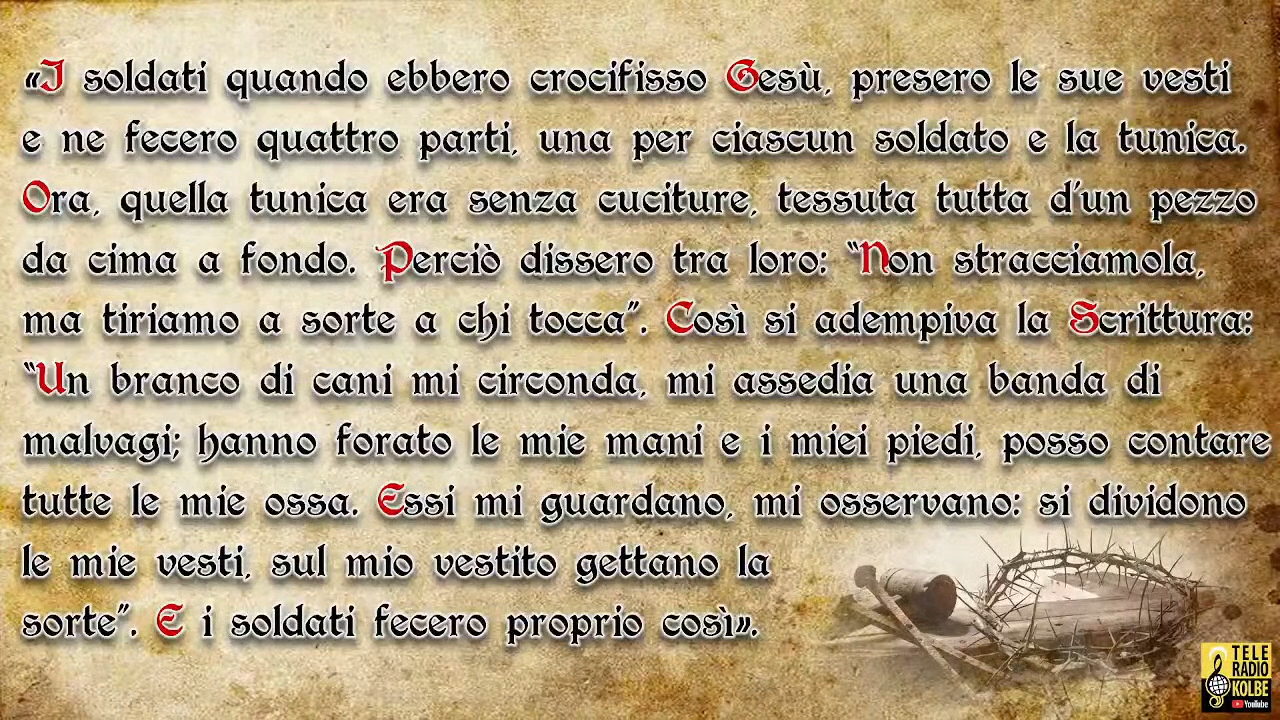 «I soldati quando ebbero crocifisso Gesù, presero le sue vesti
e ne fecero quattro parti, una per ciascun soldato e la tunica.
Ora, quella tunica era senza cuciture, tessuta tutta d'un pezzo
da cima a fondo. Perciò dissero tra loro: "Non stracciamola,
ma tiriamo a sorte a chi tocca". Così si adempiva la Scrittura:
"Un branco di cani mi circonda, mi assedia una banda di
malvagi; hanno forato le mie mani e i miei piedi, posso contare
tutte le mie ossa. Essi mi guardano, mi osservano: si dividono
le mie vesti, sul mio vestito gettano la
sorte". E i soldati fecero proprio così».
TELE
RADIO
KOLBE
YouTube